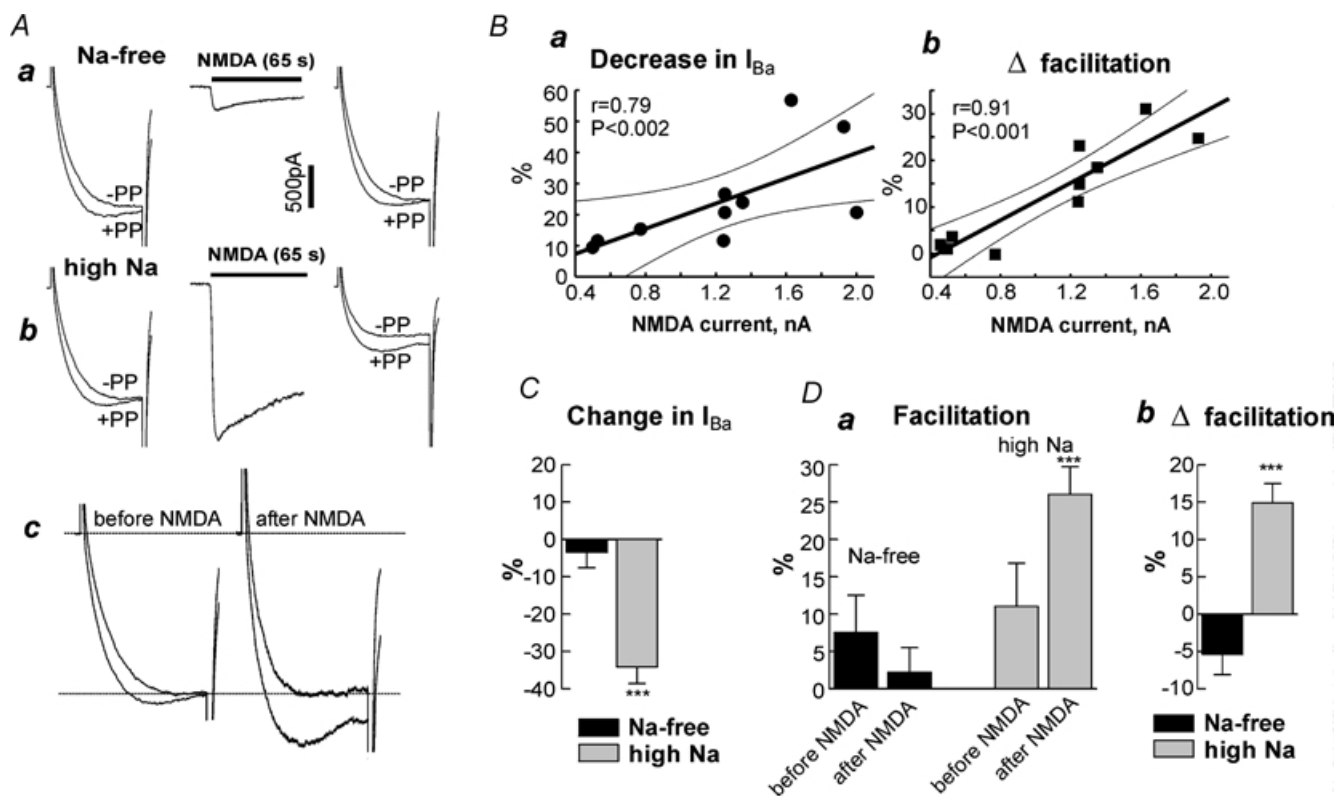 A
a
Na-free
NMDA (65 s)
-PP
+PP
500pA
-PP
+PP
high Na
b
NMDA (65 s)
-PP
+PP
-PP
+PP
c
before NMDA
after NMDA
B
a
Decrease in I_Ba
r=0.79
P<0.002
%
60
50
40
30
20
10
0
0.4
0.8
1.2
1.6
2.0
NMDA current, nA
b
Δ facilitation
r=0.91
P<0.001
%
30
20
10
0
0.4
0.8
1.2
1.6
2.0
NMDA current, nA
C
Change in I_Ba
%
20
10
0
-10
-20
-30
-40
***
Na-free
high Na
D
a
Facilitation
high Na
***
Na-free
%
30
25
20
15
10
5
0
before NMDA
after NMDA
before NMDA
after NMDA
b
Δ facilitation
***
%
20
15
10
5
0
-5
-10
Na-free
high Na